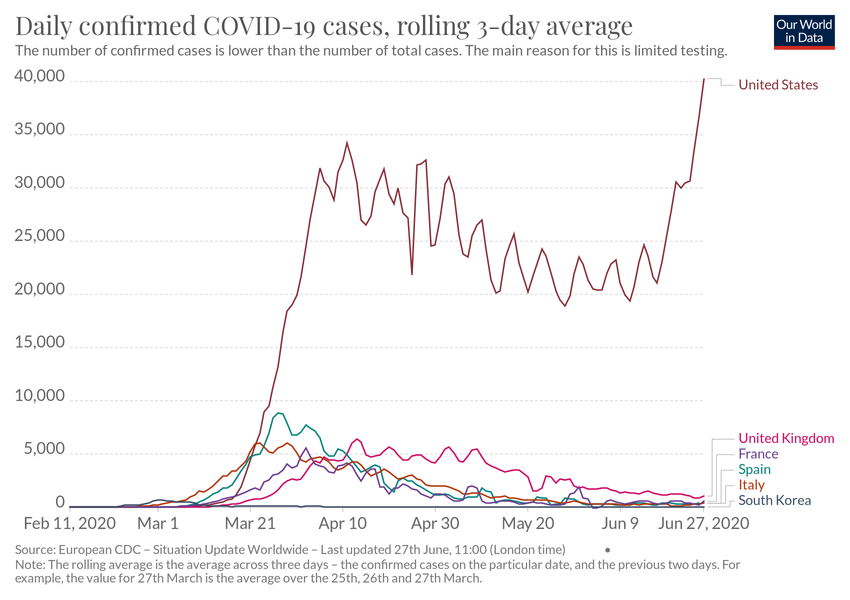 Daily confirmed COVID-19 cases, rolling 3-day average
Our World
in Data
The number of confirmed cases is lower than the number of total cases. The main reason for this is limited testing.
40,000
United States
35,000
30,000
25,000
20,000
15,000
10,000
United Kingdom
5,000
France
Spain
Italy
0
South Korea
Feb 11, 2020
Mar 1
Mar 21
Apr 10
Apr 30
May 20
Jun 9
Jun 27, 2020
Source: European CDC – Situation Update Worldwide – Last updated 27th June, 11:00 (London time)
Note: The rolling average is the average across three days – the confirmed cases on the particular date, and the previous two days. For
example, the value for 27th March is the average over the 25th, 26th and 27th March.